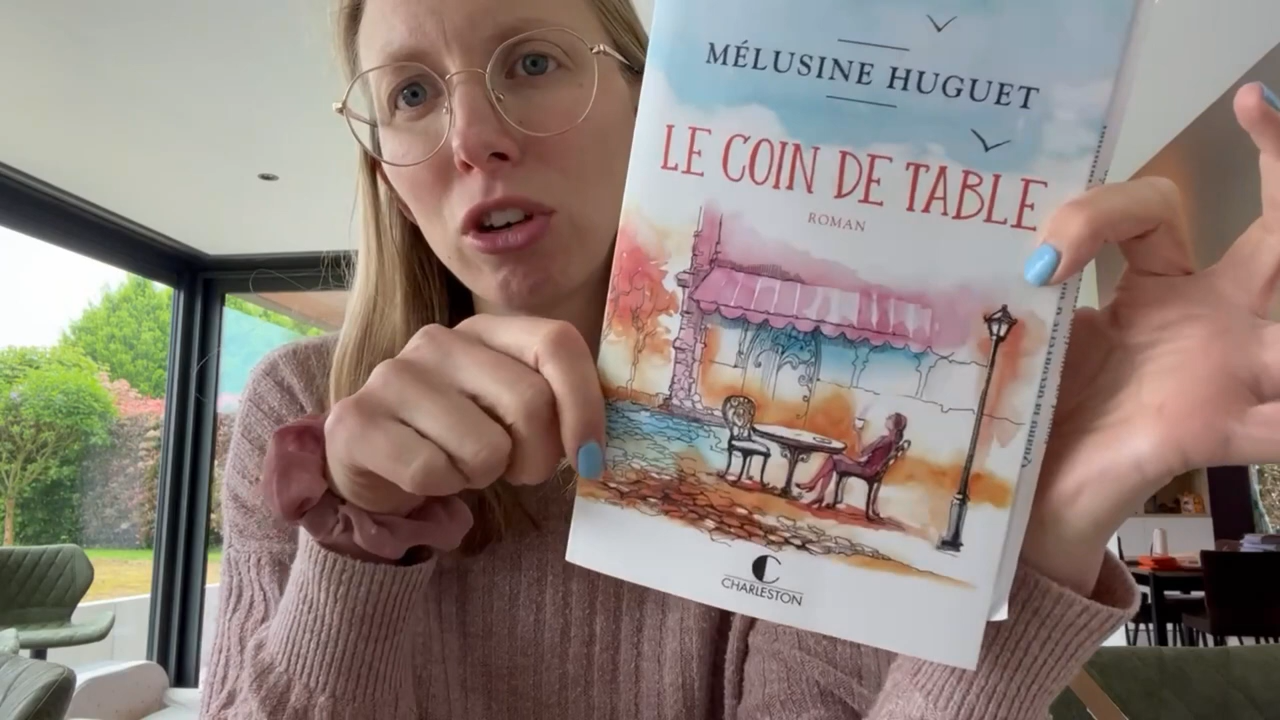 MÉLUSINE HUGUET
LE COIN DE TABLE
ROMAN
C
CHARLESTON